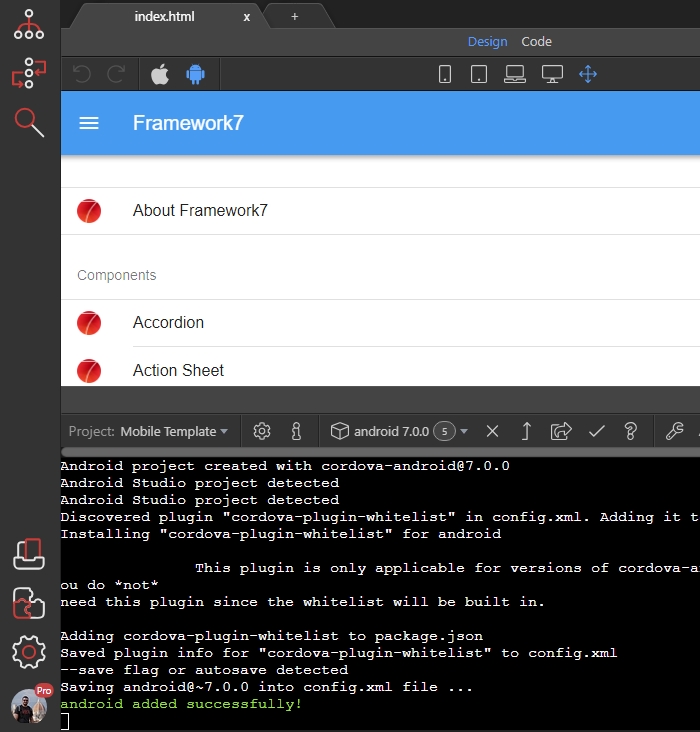 index.html x +
Design Code
Framework7
About Framework7
Components
Accordion
Action Sheet
Project: Mobile Template android 7.0.0 5
Android project created with cordova-android@7.0.0
Android Studio project detected
Android Studio project detected
Discovered plugin "cordova-plugin-whitelist" in config.xml. Adding it t
Installing "cordova-plugin-whitelist" for android
This plugin is only applicable for versions of cordova-a
ou do *not*
need this plugin since the whitelist will be built in.
Adding cordova-plugin-whitelist to package.json
Saved plugin info for "cordova-plugin-whitelist" to config.xml
--save flag or autosave detected
Saving android@~7.0.0 into config.xml file ...
Pro
android added successfully!